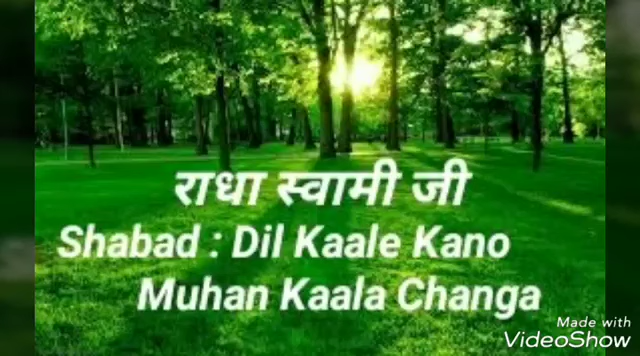 राधा स्वामी जी
Shabad : Dil Kaale Kano
Muhan Kaala Changa
Made with
VideoShow